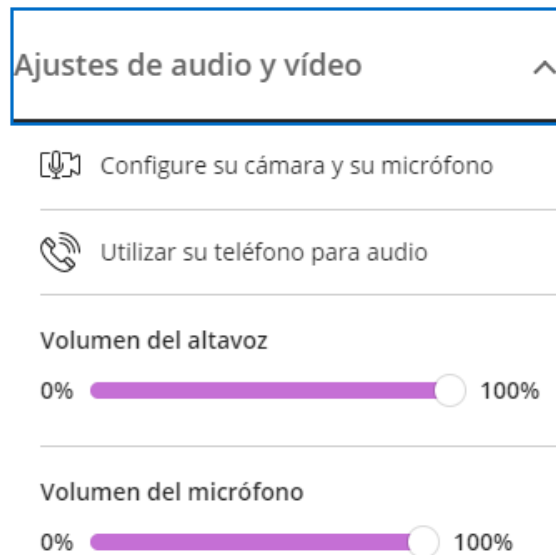 Ajustes de audio y vídeo
Configure su cámara y su micrófono
Utilizar su teléfono para audio
Volumen del altavoz
0% 100%
Volumen del micrófono
0% 100%